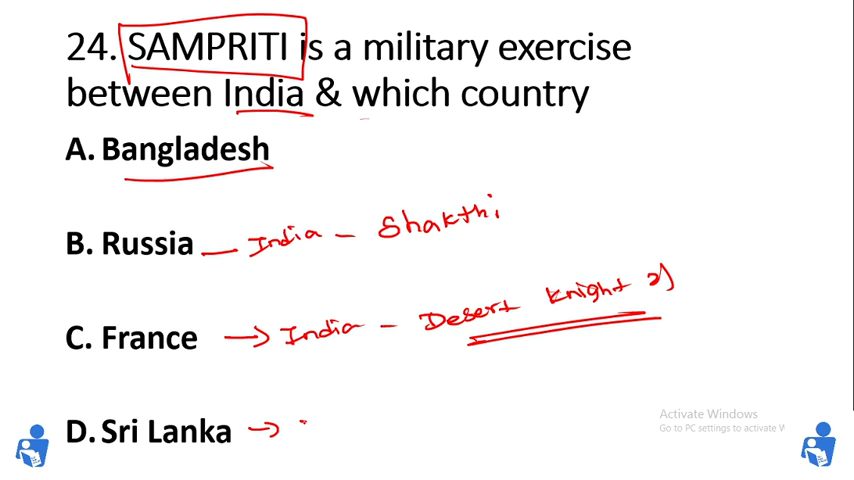 24. SAMPRITI is a military exercise
between India & which country
A. Bangladesh
B. Russia — India - Shakthi
C. France → India - Desert Knight 21
D. Sri Lanka →
Activate Windows
Go to PC settings to activate W